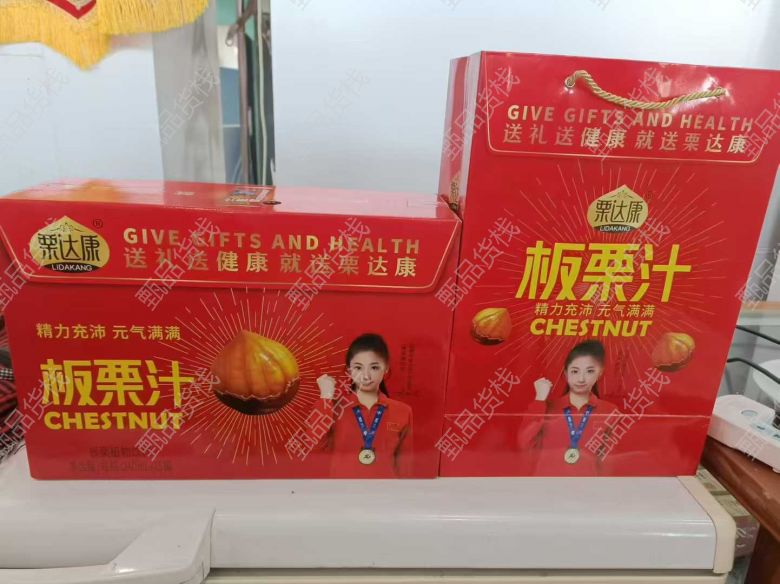 栗达康®
LIDAKANG
GIVE GIFTS AND HEALTH
送礼送健康 就送栗达康
精力充沛 元气满满
板栗汁
CHESTNUT
GIVE GIFTS AND HEALTH
送礼送健康 就送栗达康
栗达康®
LIDAKANG
板栗汁
精力充沛 元气满满
CHESTNUT
甄品货栈